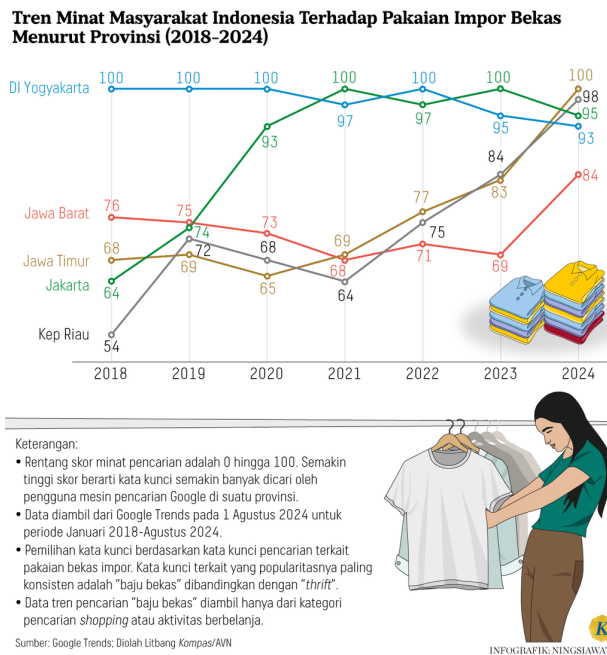 Tren Minat Masyarakat Indonesia Terhadap Pakaian Impor Bekas
Menurut Provinsi (2018-2024)
DI Yogyakarta
100 100 100 97 100 95 93
Jawa Barat
76 75 73 68 71 69 84
Jawa Timur
68 69 65 69 77 83 100
Jakarta
64 74 93 100 97 100 95
Kep Riau
54 72 68 64 75 84 98
2018 2019 2020 2021 2022 2023 2024
Keterangan:
• Rentang skor minat pencarian adalah 0 hingga 100. Semakin
tinggi skor berarti kata kunci semakin banyak dicari oleh
pengguna mesin pencarian Google di suatu provinsi.
• Data diambil dari Google Trends pada 1 Agustus 2024 untuk
periode Januari 2018-Agustus 2024.
• Pemilihan kata kunci berdasarkan kata kunci pencarian terkait
pakaian bekas impor. Kata kunci terkait yang popularitasnya paling
konsisten adalah "baju bekas" dibandingkan dengan "thrift".
• Data tren pencarian "baju bekas" diambil hanya dari kategori
pencarian shopping atau aktivitas berbelanja.
Sumber: Google Trends; Diolah Litbang Kompas/AVN
K
INFOGRAFIK: NINGSIAWA